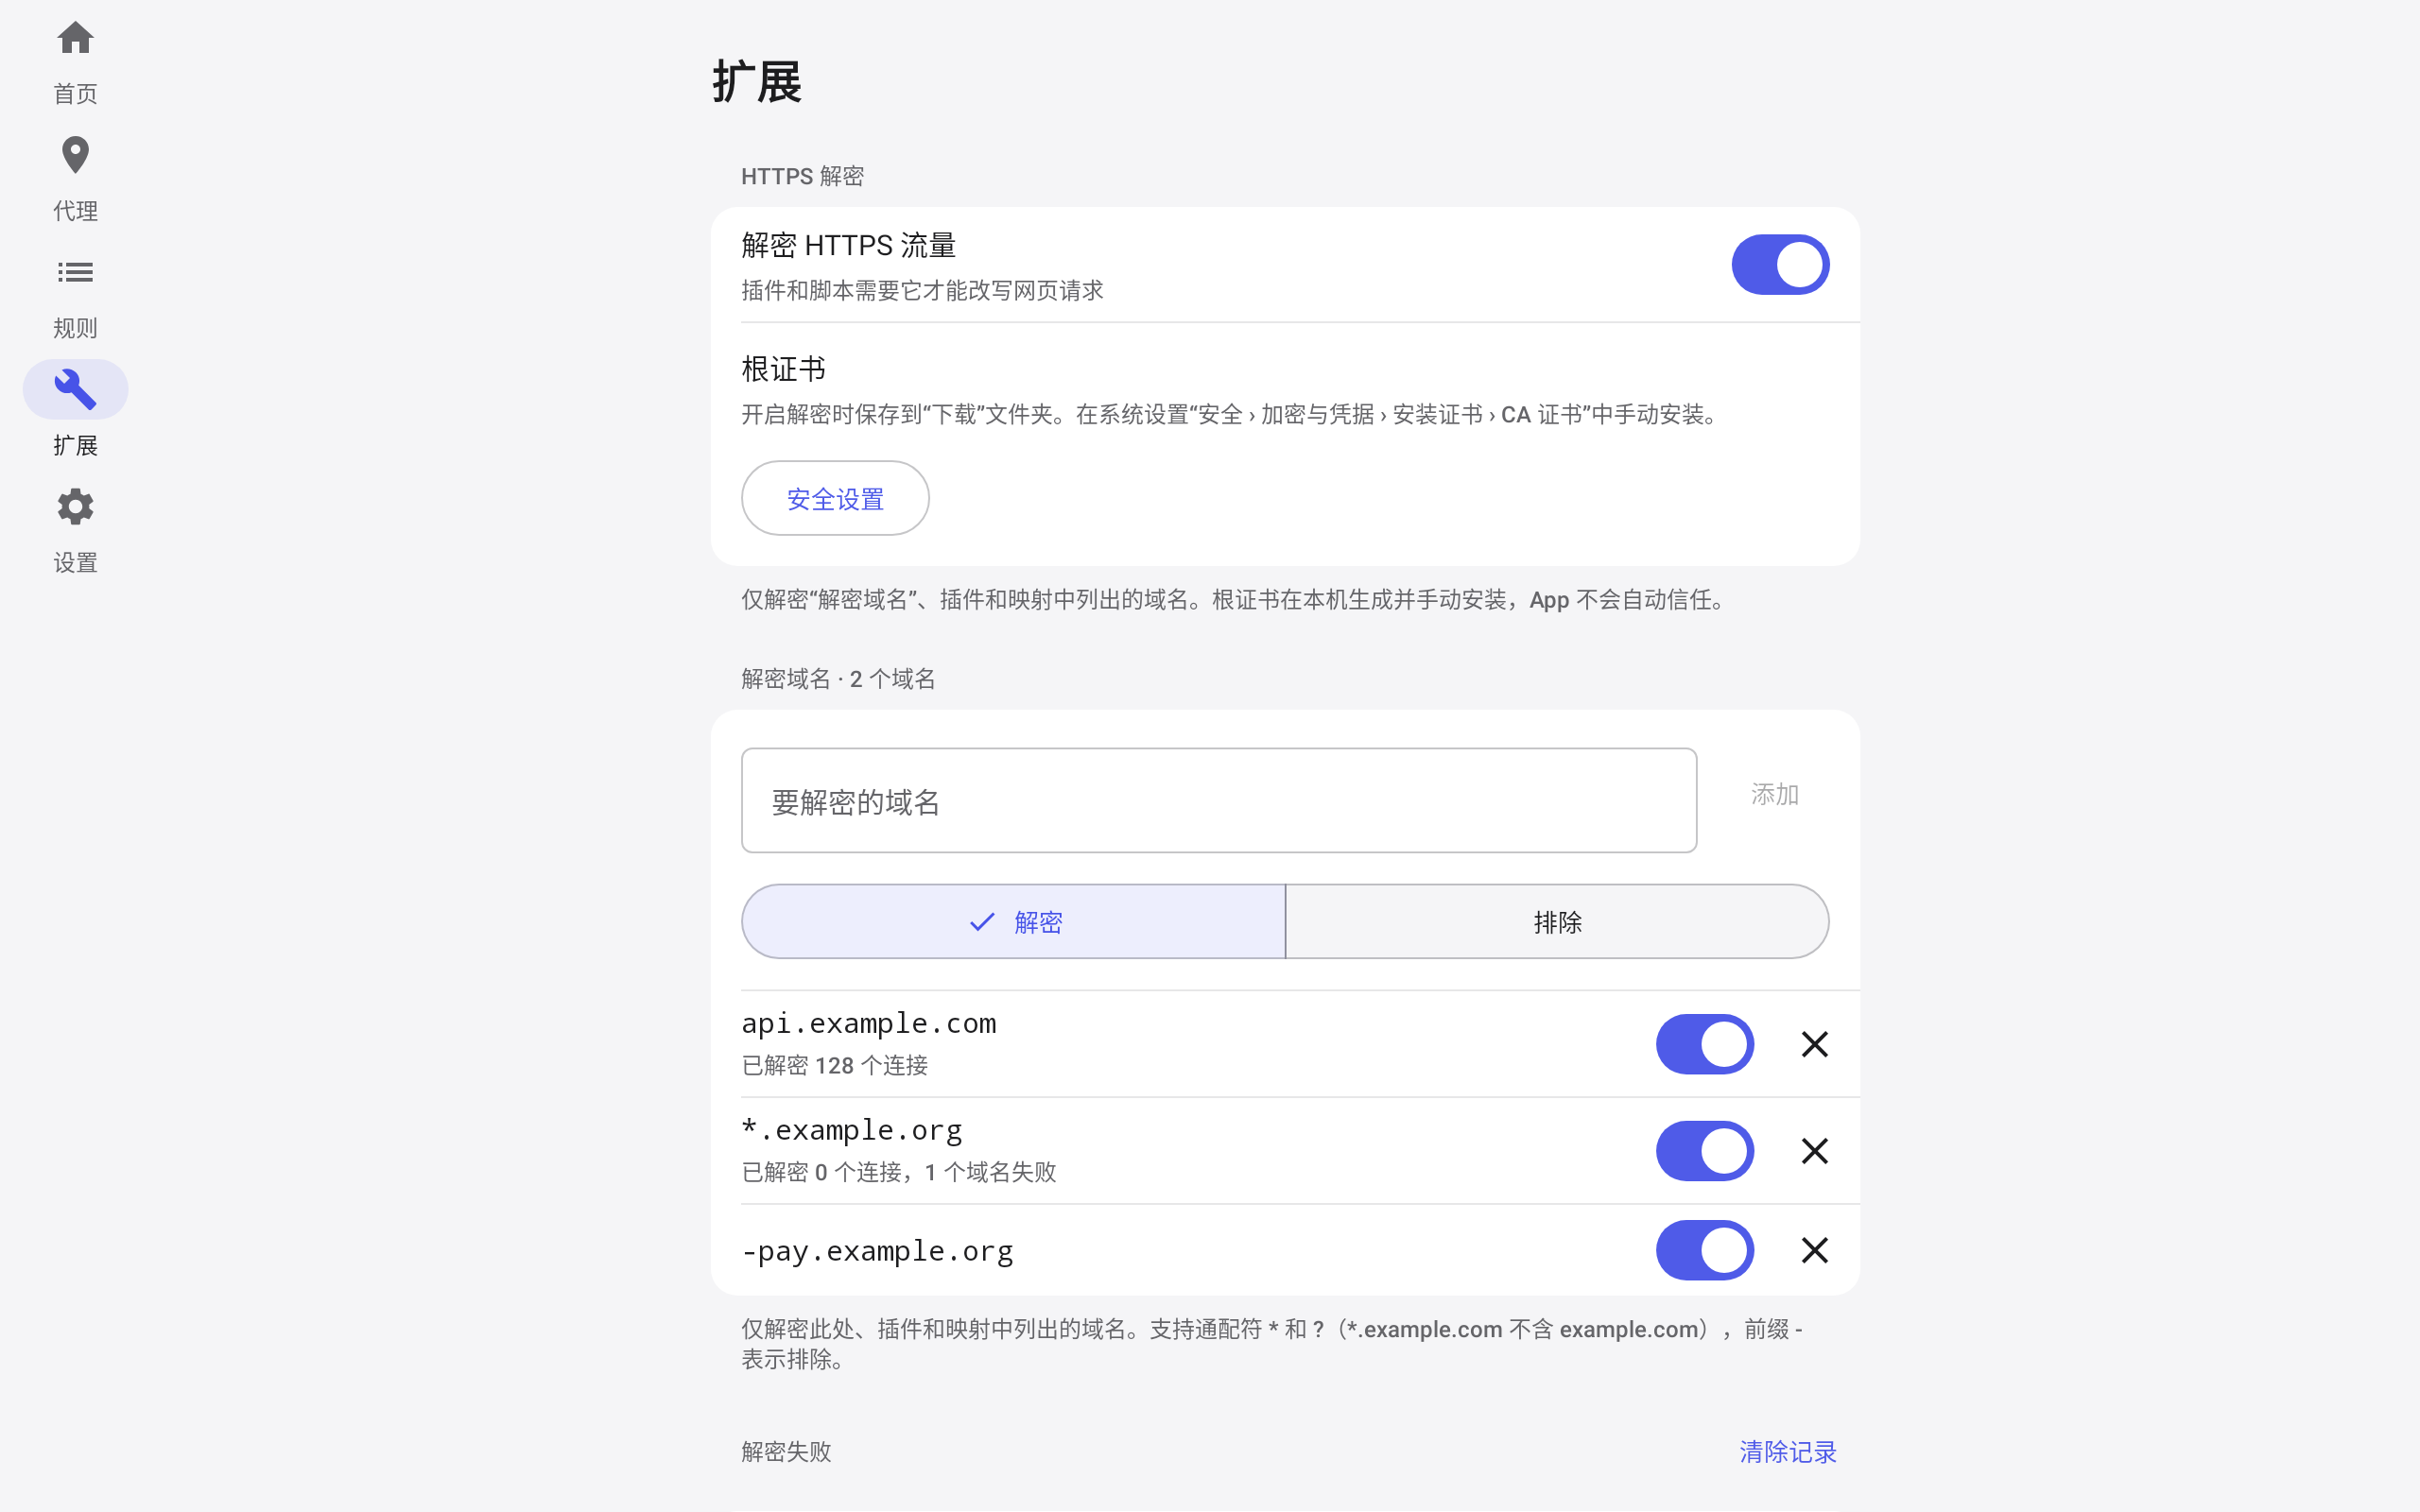 首页
代理
规则
扩展
设置
扩展
HTTPS 解密
解密 HTTPS 流量
插件和脚本需要它才能改写网页请求
根证书
开启解密时保存到“下载”文件夹。在系统设置“安全 › 加密与凭据 › 安装证书 › CA 证书”中手动安装。
安全设置
仅解密“解密域名”、插件和映射中列出的域名。根证书在本机生成并手动安装，App 不会自动信任。
解密域名 · 2 个域名
要解密的域名
添加
解密
排除
api.example.com
已解密 128 个连接
*.example.org
已解密 0 个连接，1 个域名失败
-pay.example.org
仅解密此处、插件和映射中列出的域名。支持通配符 * 和 ?（*.example.com 不含 example.com），前缀 -
表示排除。
解密失败
清除记录